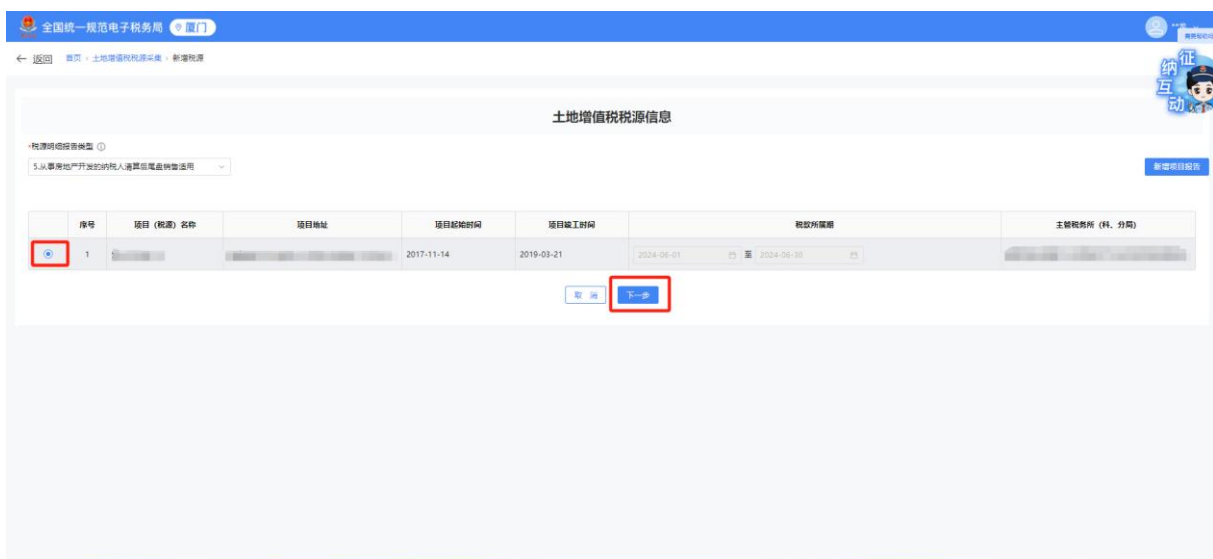 全国统一规范电子税务局 厦门
← 返回 首页 > 土地增值税税源采集 > 新增税源
征纳互动
土地增值税税源信息
*税源明细报告类型
5.从事房地产开发的纳税人清算后尾盘销售适用
新增项目报告
序号 项目（税源）名称 项目地址 项目起始时间 项目竣工时间 税款所属期 主管税务所（科、分局）
1 2017-11-14 2019-03-21 2024-06-01 至 2024-06-30
取 消 下一步